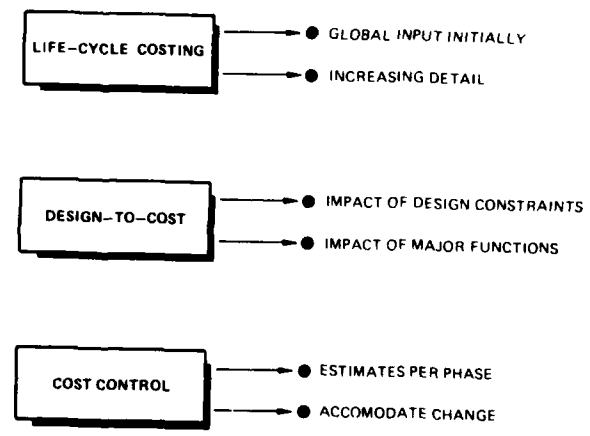 LIFE-CYCLE COSTING
GLOBAL INPUT INITIALLY
INCREASING DETAIL
DESIGN-TO-COST
IMPACT OF DESIGN CONSTRAINTS
IMPACT OF MAJOR FUNCTIONS
COST CONTROL
ESTIMATES PER PHASE
ACCOMODATE CHANGE